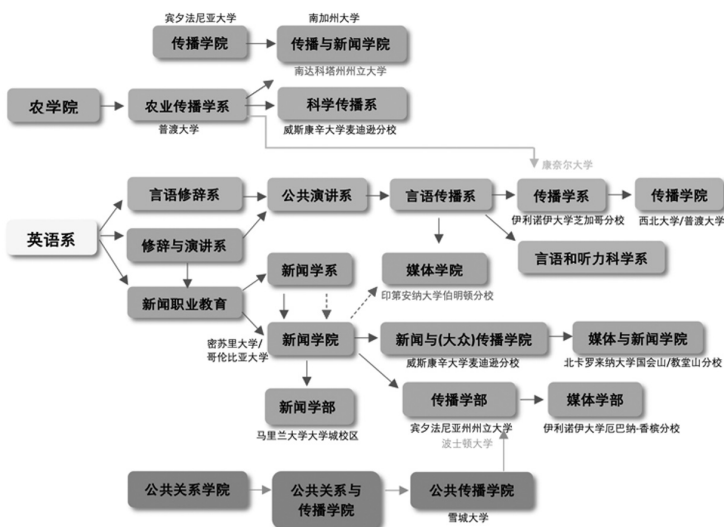 宾夕法尼亚大学
南加州大学
传播学院
传播与新闻学院
南达科塔州州立大学
农学院
农业传播学系
科学传播系
普渡大学
威斯康辛大学麦迪逊分校
康奈尔大学
言语修辞系
公共演讲系
言语传播系
传播学系
传播学院
伊利诺伊大学芝加哥分校
西北大学/普渡大学
英语系
修辞与演讲系
新闻学系
媒体学院
言语和听力科学系
印第安纳大学伯明顿分校
新闻职业教育
密苏里大学/
哥伦比亚大学
新闻学院
新闻与(大众)传播学院
媒体与新闻学院
威斯康辛大学麦迪逊分校
北卡罗来纳大学国会山/教堂山分校
新闻学部
传播学部
媒体学部
马里兰大学大学城校区
宾夕法尼亚州州立大学
伊利诺伊大学厄巴纳-香槟分校
波士顿大学
公共关系学院
公共关系与
传播学院
公共传播学院
雪城大学